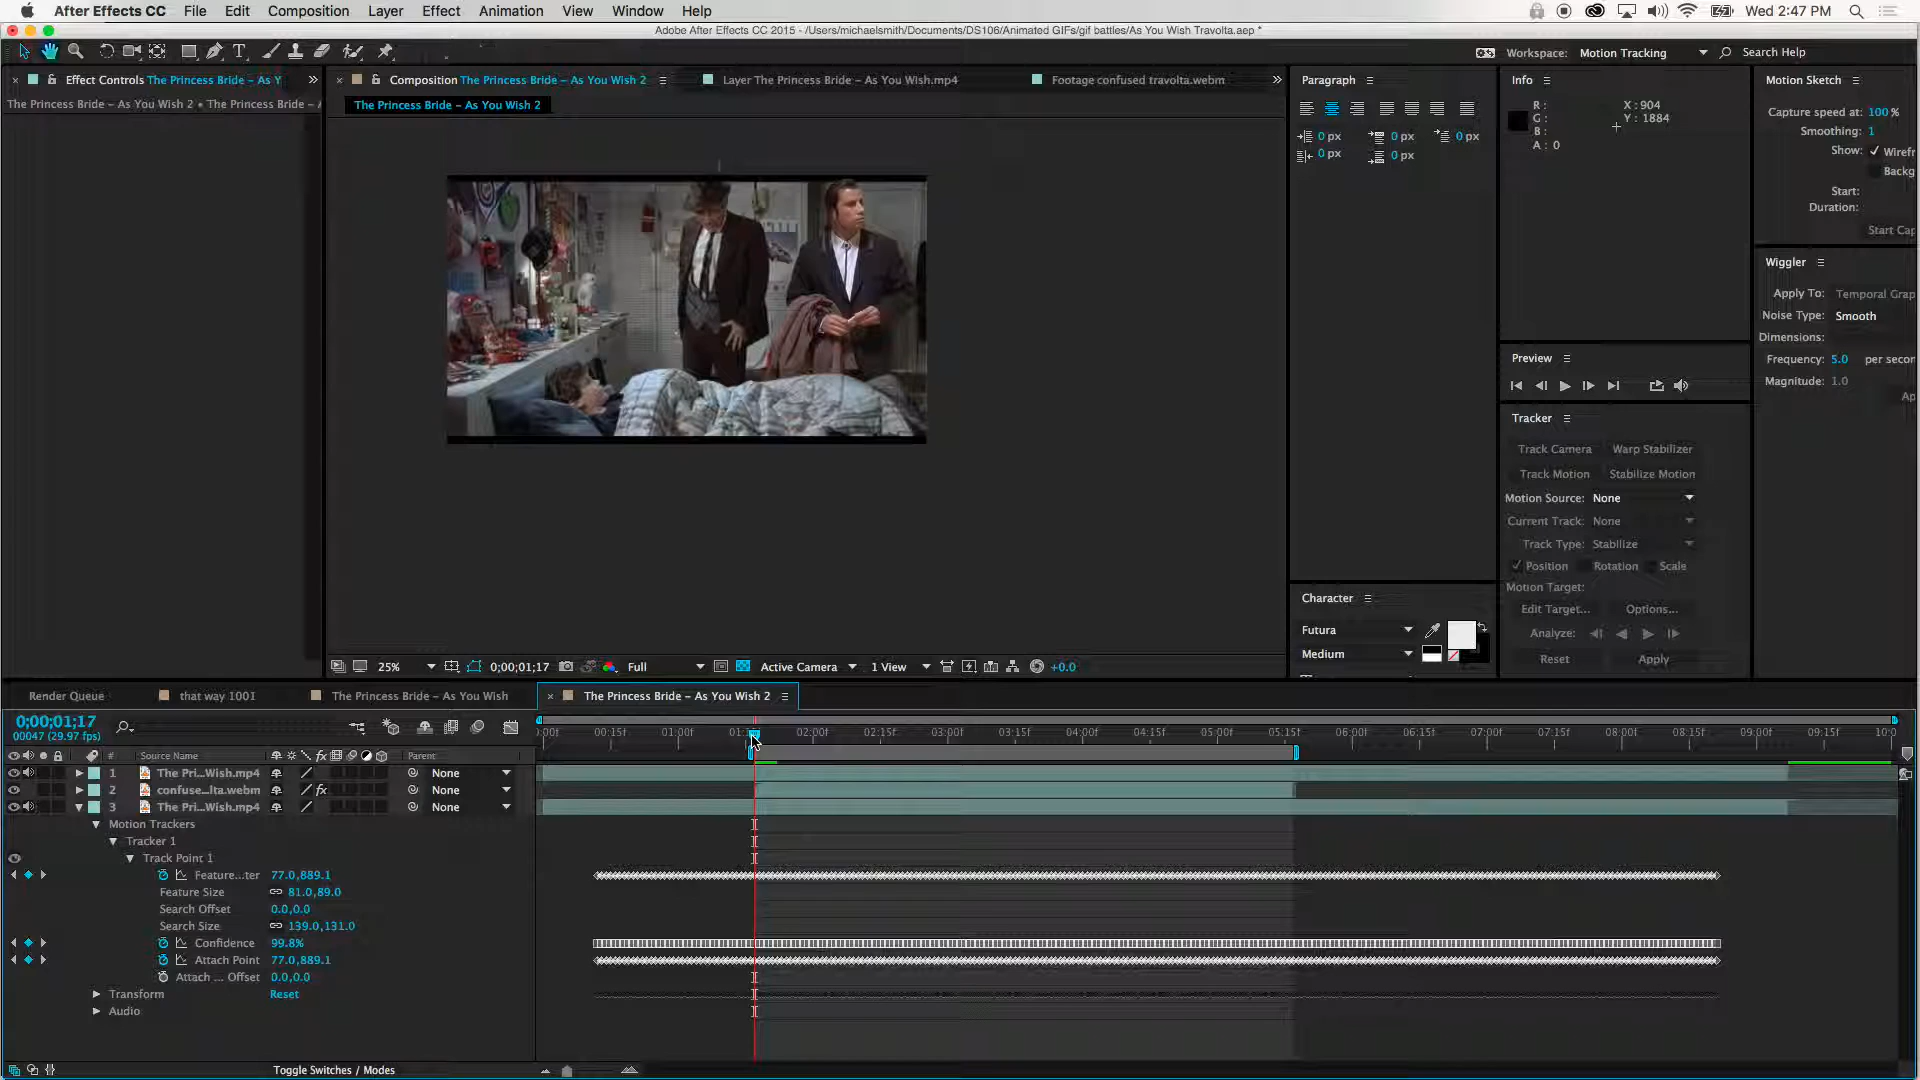 After Effects CC File Edit Composition Layer Effect Animation View Window Help Wed 2:47 PM
Adobe After Effects CC 2015 - /Users/michaelsmith/Documents/DS106/Animated GIFs/gif battles/As You Wish Travolta.aep *
Workspace: Motion Tracking Search Help
Effect Controls The Princess Bride – As Y
The Princess Bride – As You Wish 2 • The Princess Bride –
Composition The Princess Bride – As You Wish 2
Layer The Princess Bride – As You Wish.mp4
Footage confused travolta.webm
The Princess Bride – As You Wish 2
25% 0;00;01;17 Full Active Camera 1 View +0.0
Paragraph
0 px 0 px 0 px
0 px 0 px
Character
Futura
Medium
Info
R : X : 904
G : Y : 1884
B :
A : 0
Preview
Tracker
Track Camera Warp Stabilizer
Track Motion Stabilize Motion
Motion Source: None
Current Track: None
Track Type: Stabilize
Position Rotation Scale
Motion Target:
Edit Target... Options...
Analyze:
Reset Apply
Motion Sketch
Capture speed at: 100 %
Smoothing: 1
Show: Wirefr
Backg
Start:
Duration:
Start Cap
Wiggler
Apply To: Temporal Grap
Noise Type: Smooth
Dimensions:
Frequency: 5.0 per secon
Magnitude: 1.0
Ap
Render Queue that way 1001 The Princess Bride – As You Wish The Princess Bride – As You Wish 2
0;00;01;17
00047 (29.97 fps)
:00f 00:15f 01:00f 01:1 02:00f 02:15f 03:00f 03:15f 04:00f 04:15f 05:00f 05:15f 06:00f 06:15f 07:00f 07:15f 08:00f 08:15f 09:00f 09:15f 10:0
# Source Name fx Parent
1 The Pri...Wish.mp4 None
2 confuse...lta.webm fx None
3 The Pri...Wish.mp4 None
Motion Trackers
Tracker 1
Track Point 1
Feature...ter 77.0,889.1
Feature Size 81.0,89.0
Search Offset 0.0,0.0
Search Size 139.0,131.0
Confidence 99.8%
Attach Point 77.0,889.1
Attach ... Offset 0.0,0.0
Transform Reset
Audio
Toggle Switches / Modes